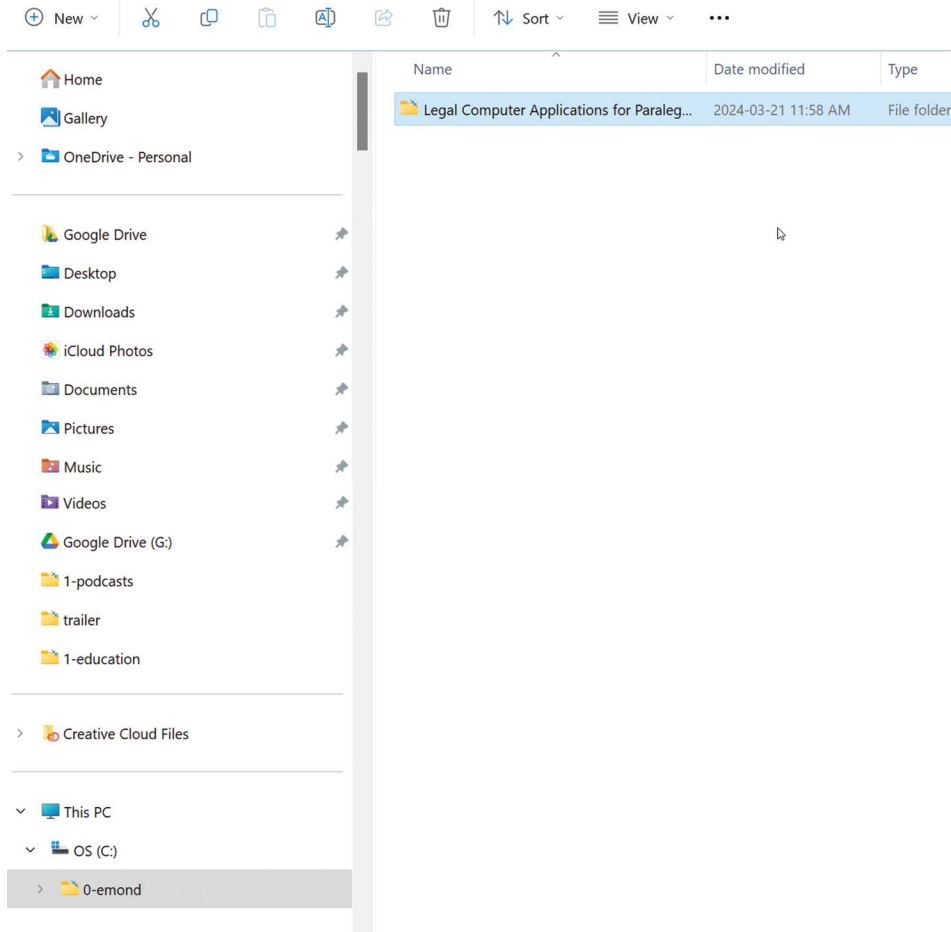 New
Sort
View
Home
Gallery
OneDrive - Personal
Google Drive
Desktop
Downloads
iCloud Photos
Documents
Pictures
Music
Videos
Google Drive (G:)
1-podcasts
trailer
1-education
Creative Cloud Files
This PC
OS (C:)
0-emond
Name Date modified Type
Legal Computer Applications for Paraleg... 2024-03-21 11:58 AM File folder